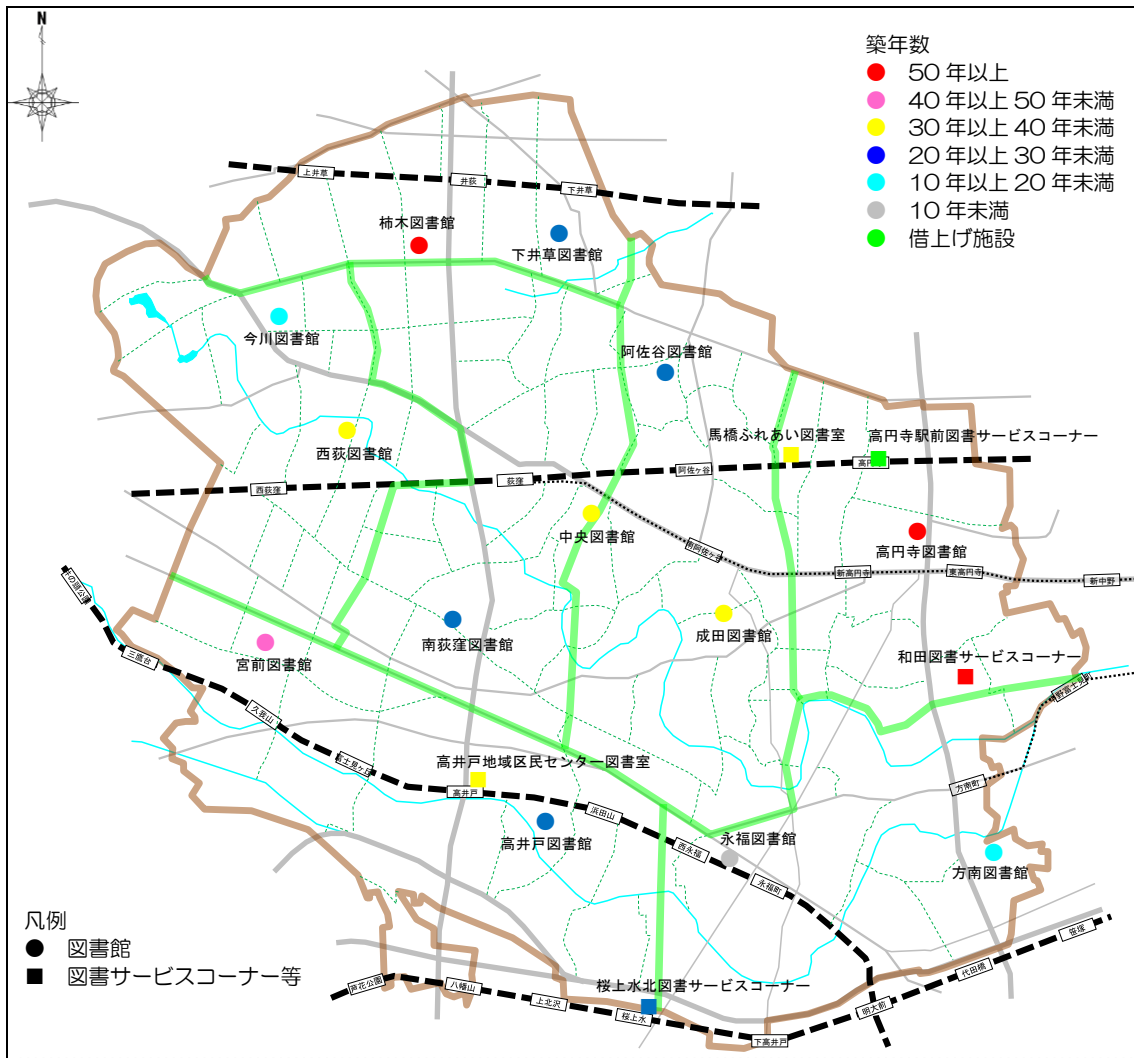 N
築年数
50年以上
40年以上50年未満
30年以上40年未満
20年以上30年未満
10年以上20年未満
10年未満
借上げ施設
上井草
井荻
下井草
柿木図書館
下井草図書館
今川図書館
阿佐谷図書館
西荻図書館
馬橋ふれあい図書室
高円寺駅前図書サービスコーナー
西荻窪
荻窪
阿佐ヶ谷
中央図書館
高円寺図書館
新高円寺
東高円寺
新中野
南荻窪図書館
成田図書館
宮前図書館
和田図書サービスコーナー
三鷹台
久我山
富士見ヶ丘
高井戸地域区民センター図書室
高井戸
浜田山
方南町
高井戸図書館
西永福
永福図書館
永福町
方南図書館
凡例
図書館
図書サービスコーナー等
芦花公園
八幡山
上北沢
桜上水北図書サービスコーナー
桜上水
下高井戸
明大前
代田橋
笹塚